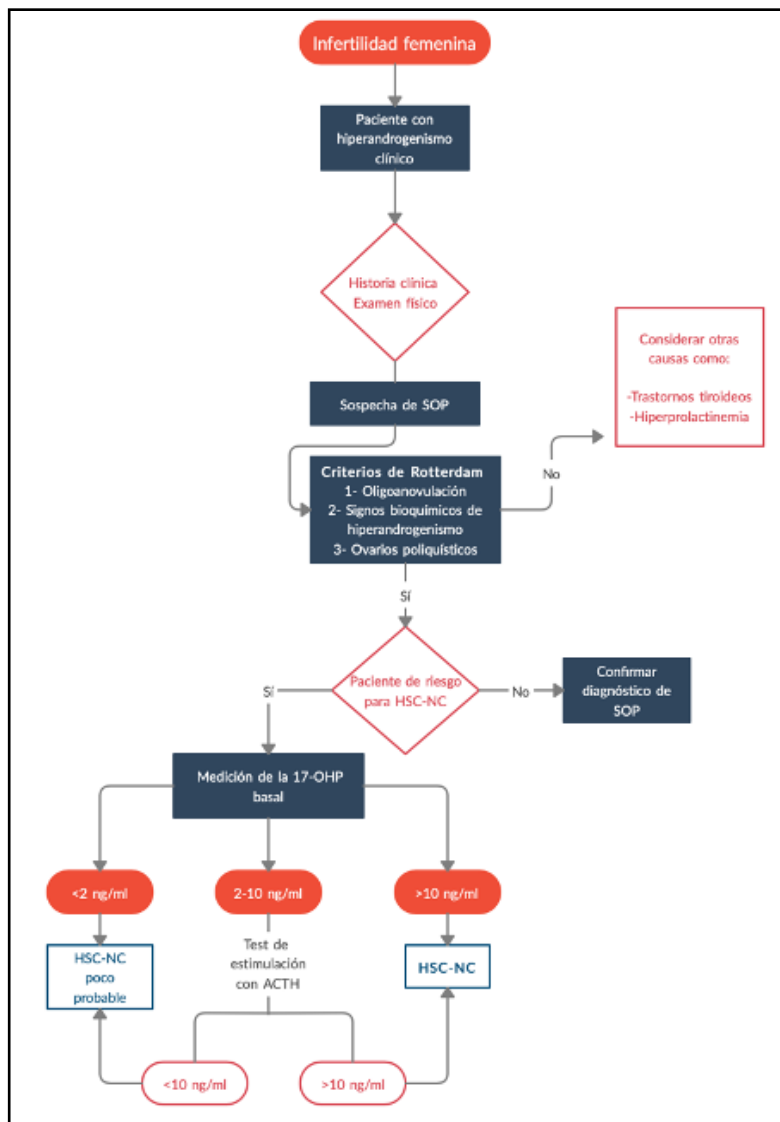 Infertilidad femenina
Paciente con
hiperandrogenismo
clínico
Historia clínica
Examen físico
Considerar otras
causas como:
-Trastornos tiroideos
-Hiperprolactinemia
Sospecha de SOP
No
Criterios de Rotterdam
1- Oligoanovulación
2- Signos bioquímicos de
hiperandrogenismo
3- Ovarios poliquísticos
Sí
Paciente de riesgo
para HSC-NC
Sí
No
Confirmar
diagnóstico de
SOP
Medición de la 17-OHP
basal
<2 ng/ml
2-10 ng/ml
>10 ng/ml
HSC-NC
poco
probable
Test de
estimulación
con ACTH
HSC-NC
<10 ng/ml
>10 ng/ml